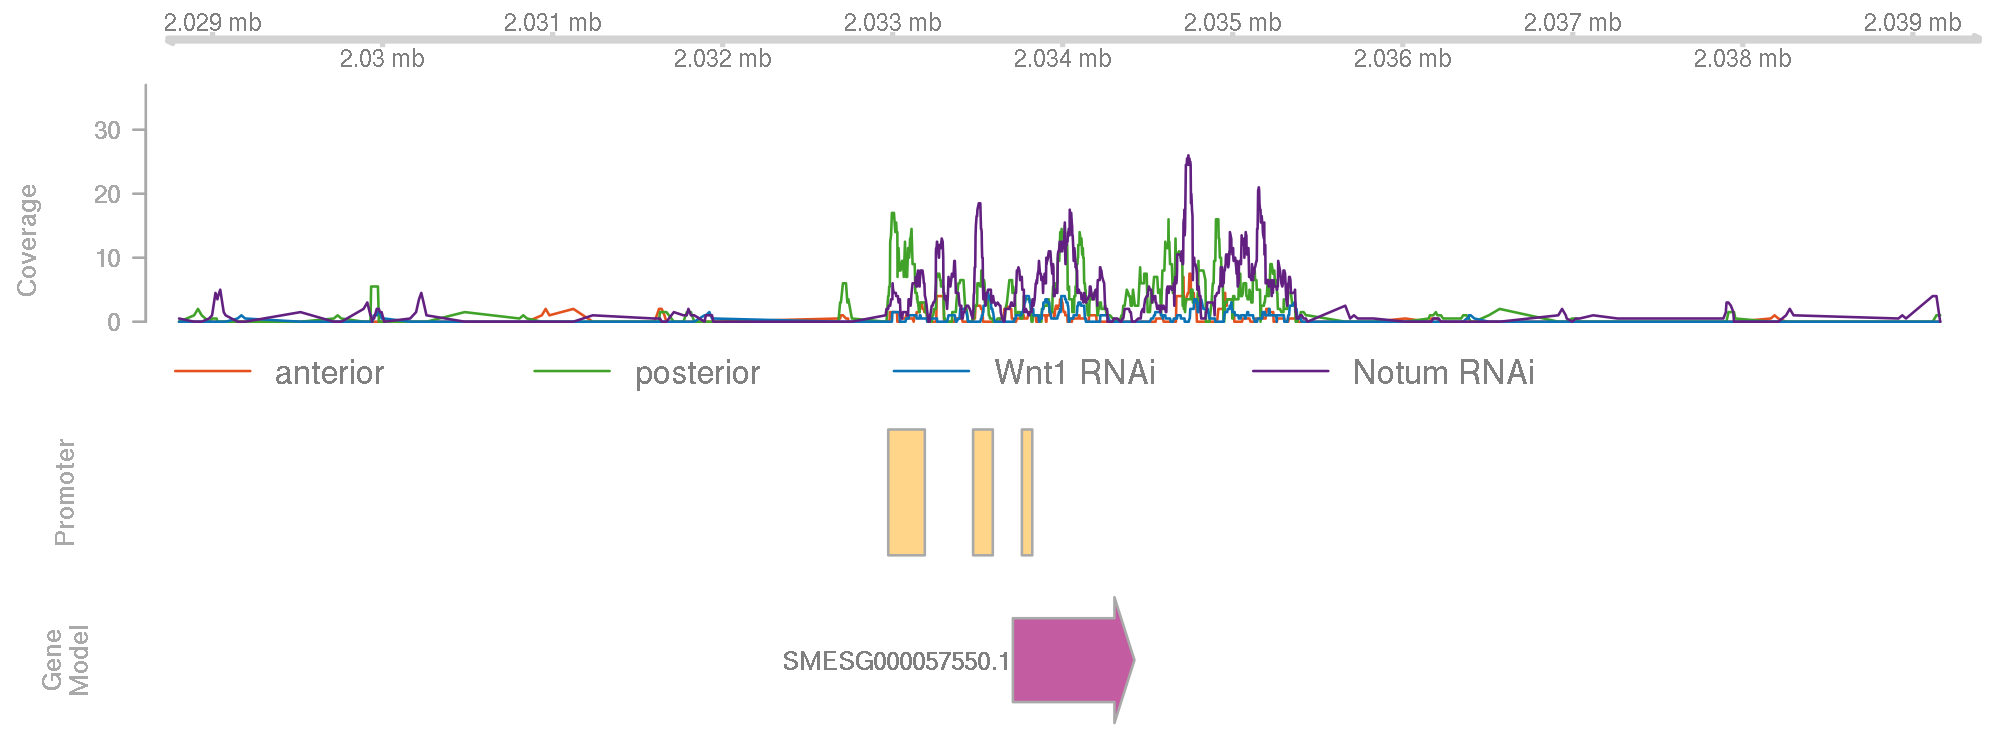 2.029 mb 2.031 mb 2.033 mb 2.035 mb 2.037 mb 2.039 mb
2.03 mb 2.032 mb 2.034 mb 2.036 mb 2.038 mb
Coverage
30
20
10
0
anterior posterior Wnt1 RNAi Notum RNAi
Promoter
Gene
Model
SMESG000057550.1